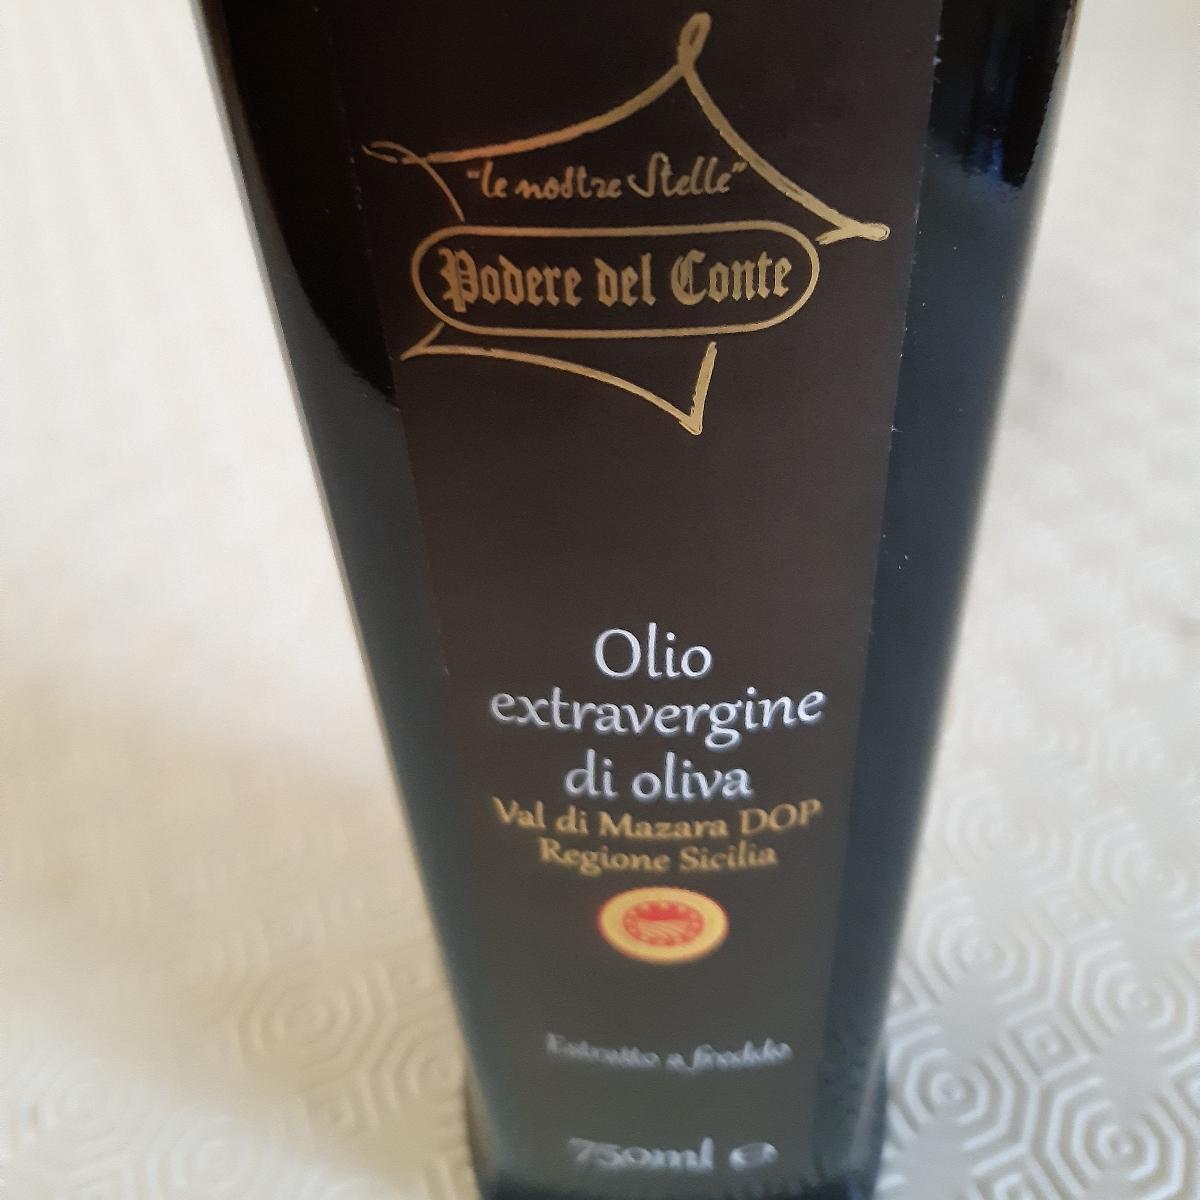 "le nostre Stelle"
Podere del Conte
Olio
extravergine
di oliva
Val di Mazara DOP
Regione Sicilia
Estratto a freddo
750ml e